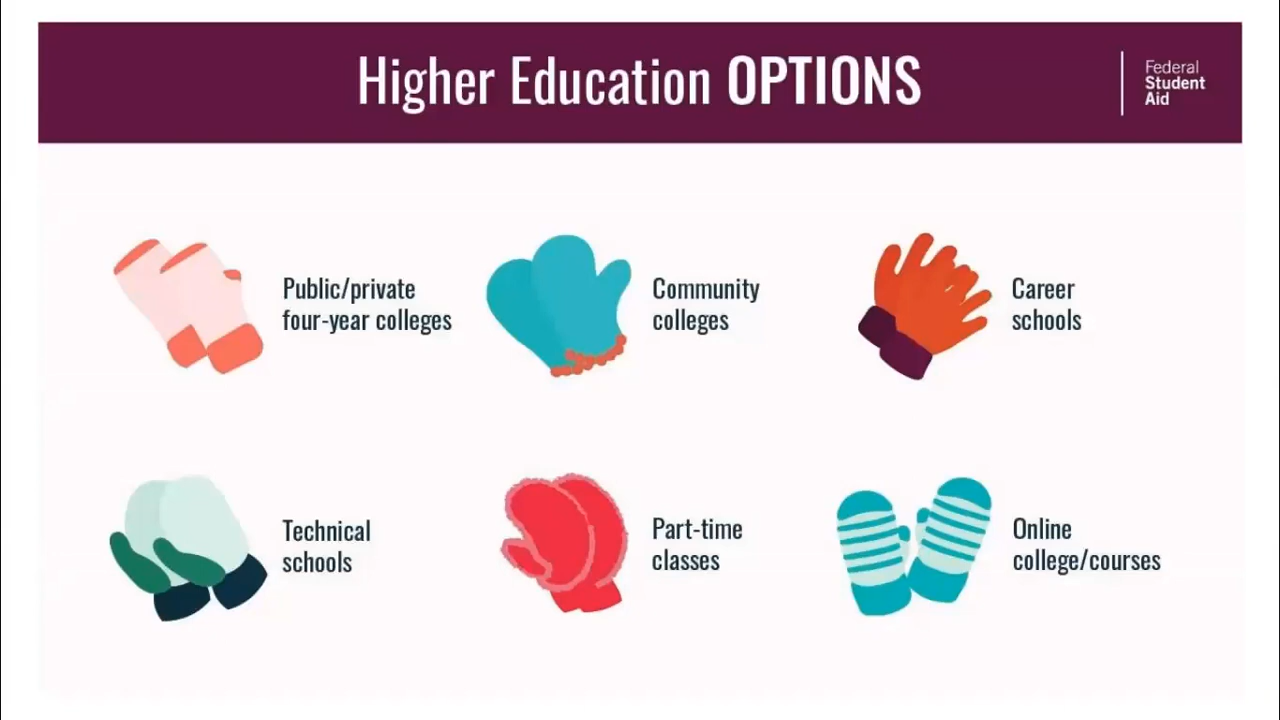 Higher Education OPTIONS
Federal
Student
Aid
Public/private
four-year colleges
Community
colleges
Career
schools
Technical
schools
Part-time
classes
Online
college/courses